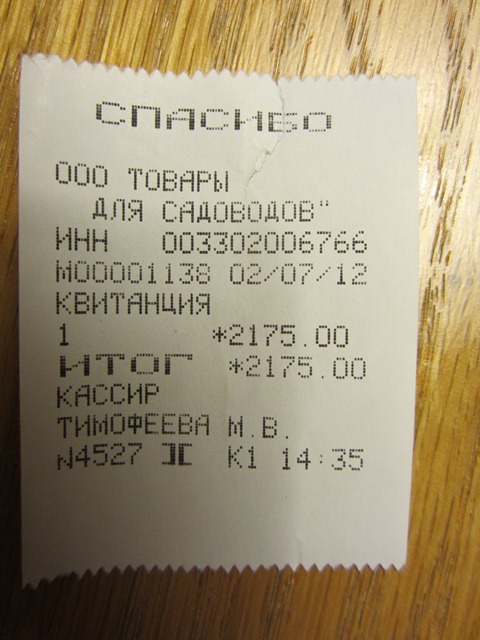 СПАСИБО
ООО ТОВАРЫ
ДЛЯ САДОВОДОВ"
ИНН 003302006766
М00001138 02/07/12
КВИТАНЦИЯ
1 *2175.00
ИТОГ *2175.00
КАССИР
ТИМОФЕЕВА М.В.
№4527 К1 14:35